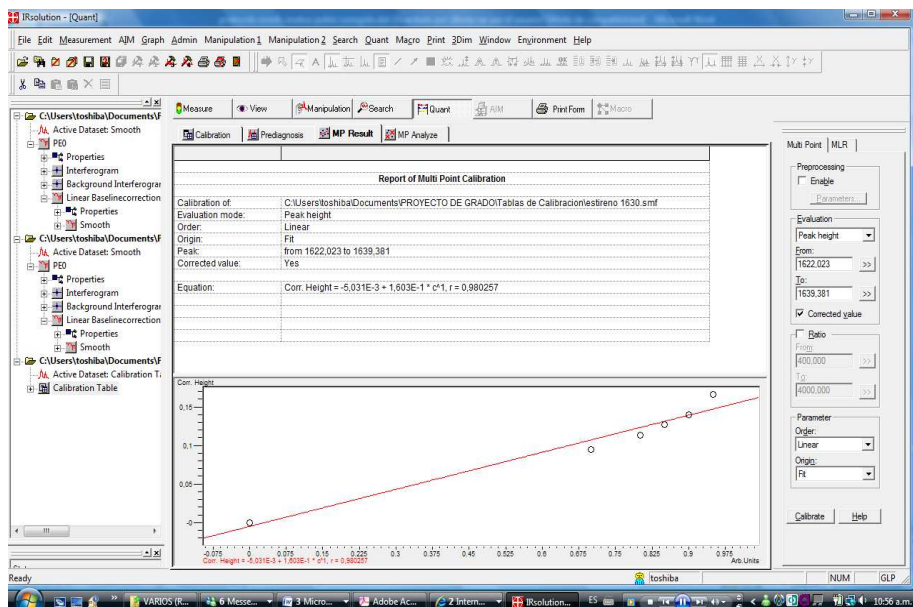 IRsolution - [Quant]
File Edit Measurement AIM Graph Admin Manipulation 1 Manipulation 2 Search Quant Macro Print 3Dim Window Environment Help
Measure View Manipulation Search Quant AIM Print Form Macro
Calibration Prediagnosis MP Result MP Analyze
C:\Users\toshiba\Documents\F
Active Dataset: Smooth
PE0
Properties
Interferogram
Background Interferogra
Linear Baselinecorrection
Properties
Smooth
C:\Users\toshiba\Documents\F
Active Dataset: Smooth
PE0
Properties
Interferogram
Background Interferogra
Linear Baselinecorrection
Properties
Smooth
C:\Users\toshiba\Documents\F
Active Dataset: Calibration T
Calibration Table
Report of Multi Point Calibration
Calibration of: C:\Users\toshiba\Documents\PROYECTO DE GRADO\Tablas de Calibracion\estireno 1630.smf
Evaluation mode: Peak height
Order: Linear
Origin: Fit
Peak: from 1622,023 to 1639,381
Corrected value: Yes
Equation: Corr. Height = -5,031E-3 + 1,603E-1 * c^1, r = 0,980257
Corr. Height
0,15
0,1
0,05
-0
-0.075 0 0.075 0.15 0.225 0.3 0.375 0.45 0.525 0.6 0.675 0.75 0.825 0.9 0.975
Corr. Height = -5,031E-3 + 1,603E-1 * c^1, r = 0,980257
Arb.Units
Multi Point MLR
Preprocessing
Enable
Parameters...
Evaluation
Peak height
From:
1622,023 >>
To:
1639,381 >>
Corrected value
Ratio
From:
400,000 >>
To:
4000,000 >>
Parameter
Order:
Linear
Origin:
Fit
Calibrate Help
Ready toshiba NUM GLP
VARIOS (R... 6 Messe... 3 Micro... Adobe Ac... 2 Intern... IRsolution... ES 10:56 a.m.